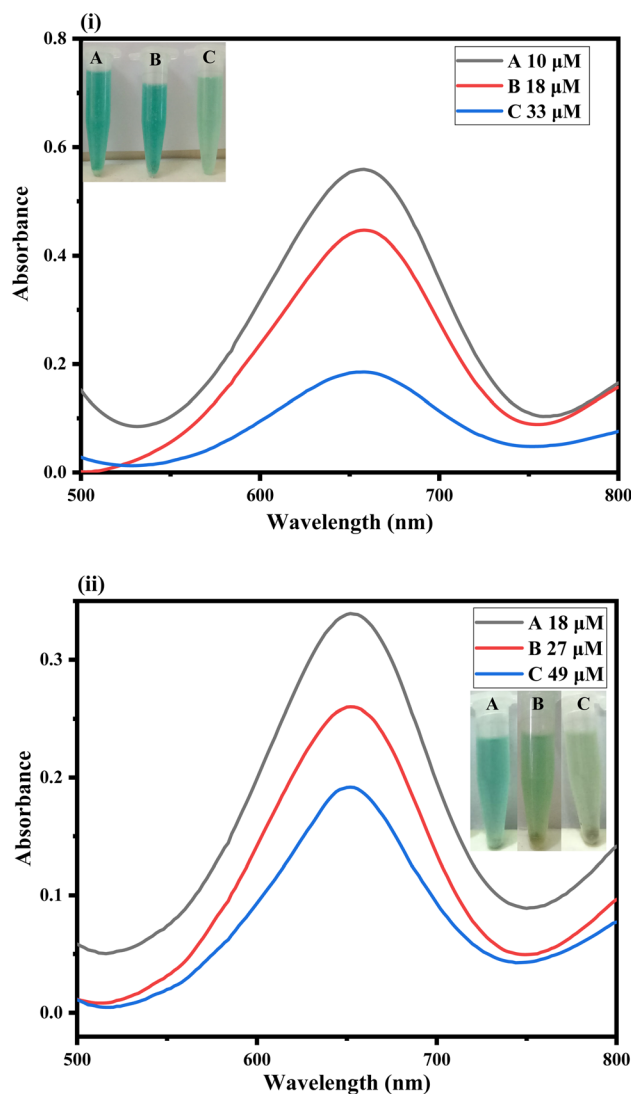 (i)
0.8
0.6
0.4
0.2
0.0
Absorbance
A B C
A 10 μM
B 18 μM
C 33 μM
500 600 700 800
Wavelength (nm)
(ii)
0.3
0.2
0.1
0.0
Absorbance
A 18 μM
B 27 μM
C 49 μM
A B C
500 600 700 800
Wavelength (nm)